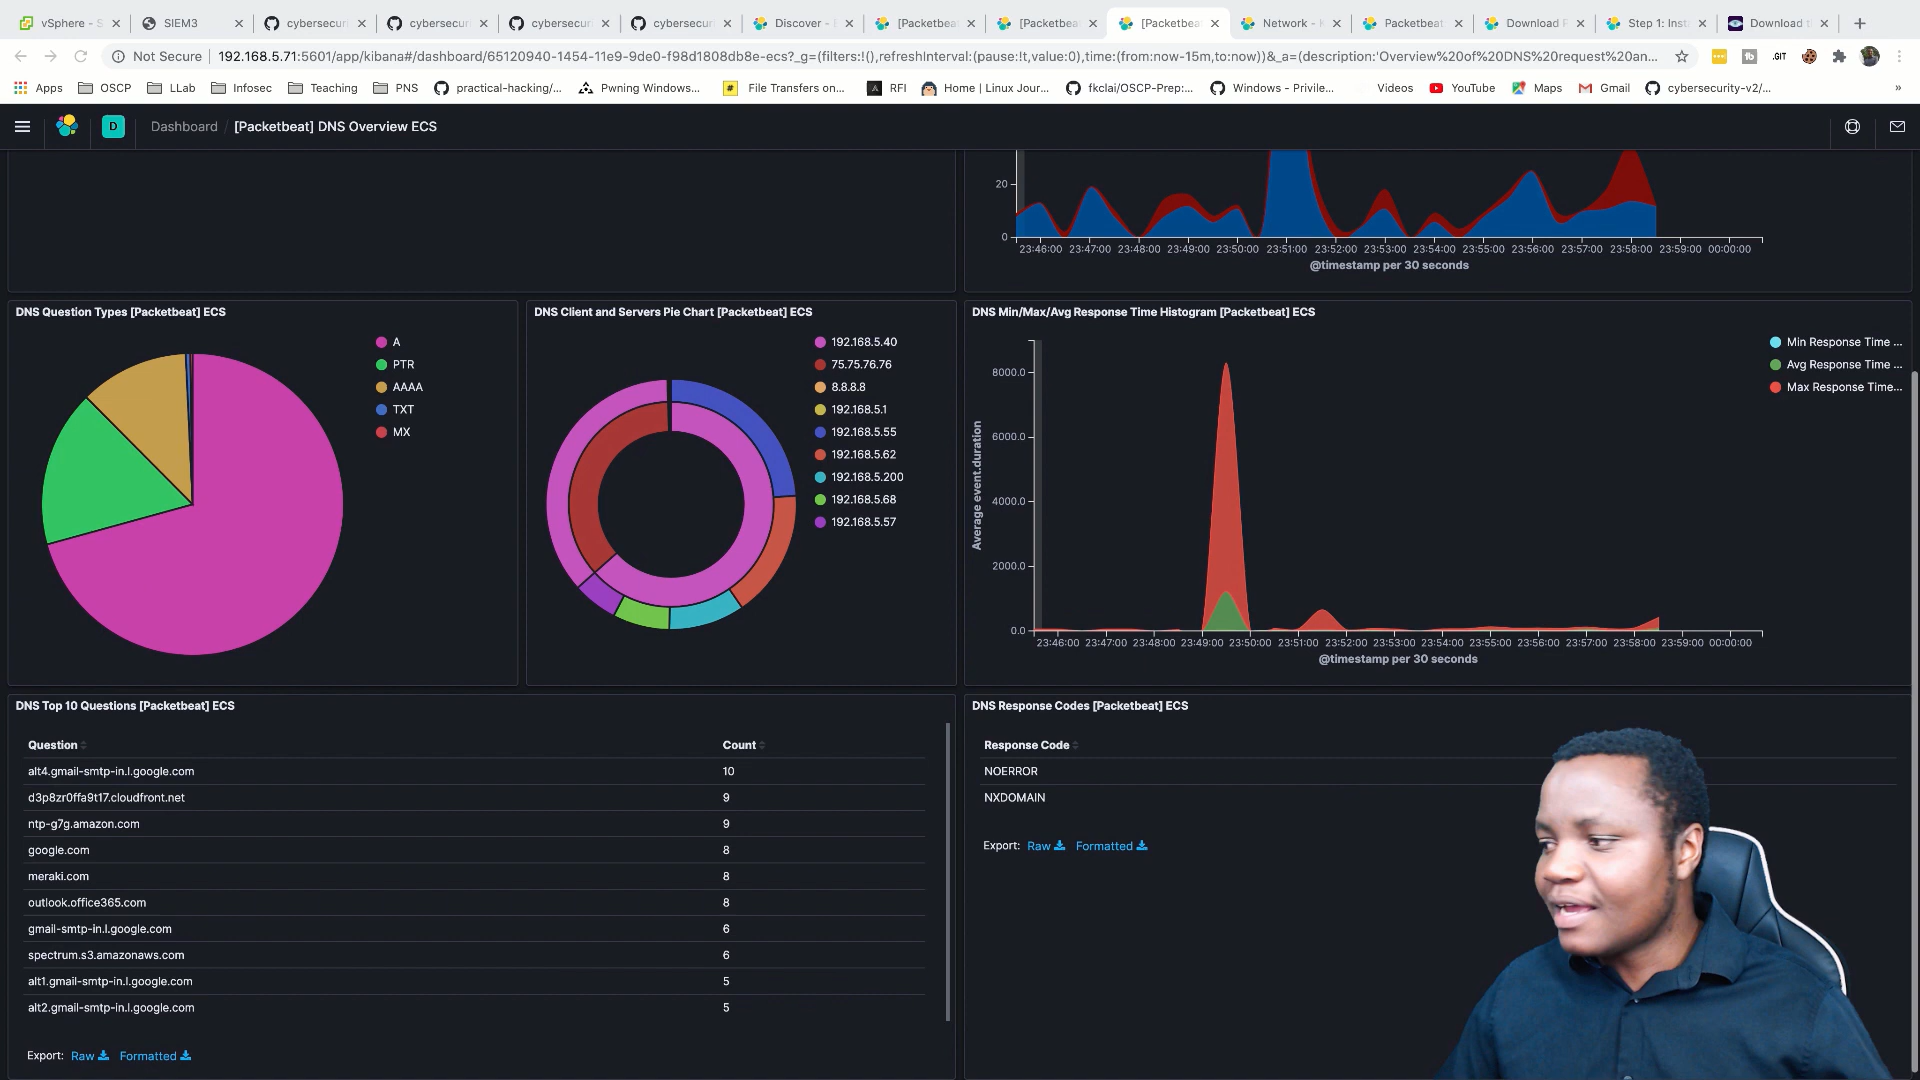 vSphere - S
SIEM3
cybersecuri
cybersecuri
cybersecuri
cybersecuri
Discover - E
[Packetbeat
[Packetbeat
[Packetbeat
Network - K
Packetbeat
Download P
Step 1: Inst
Download t
Not Secure
192.168.5.71:5601/app/kibana#/dashboard/65120940-1454-11e9-9de0-f98d1808db8e-ecs?_g=(filters:!(),refreshInterval:(pause:!t,value:0),time:(from:now-15m,to:now))&_a=(description:'Overview%20of%20DNS%20request%20an...
.GIT
Apps
OSCP
LLab
Infosec
Teaching
PNS
practical-hacking/...
Pwning Windows...
File Transfers on...
RFI
Home | Linux Jour...
fkclai/OSCP-Prep:...
Windows - Privile...
Videos
YouTube
Maps
Gmail
cybersecurity-v2/...
»
D
Dashboard / [Packetbeat] DNS Overview ECS
20
0
23:46:00 23:47:00 23:48:00 23:49:00 23:50:00 23:51:00 23:52:00 23:53:00 23:54:00 23:55:00 23:56:00 23:57:00 23:58:00 23:59:00 00:00:00
@timestamp per 30 seconds
DNS Question Types [Packetbeat] ECS
A
PTR
AAAA
TXT
MX
DNS Client and Servers Pie Chart [Packetbeat] ECS
192.168.5.40
75.75.76.76
8.8.8.8
192.168.5.1
192.168.5.55
192.168.5.62
192.168.5.200
192.168.5.68
192.168.5.57
DNS Min/Max/Avg Response Time Histogram [Packetbeat] ECS
Min Response Time ...
Avg Response Time ...
Max Response Time...
Average event.duration
8000.0
6000.0
4000.0
2000.0
0.0
23:46:00 23:47:00 23:48:00 23:49:00 23:50:00 23:51:00 23:52:00 23:53:00 23:54:00 23:55:00 23:56:00 23:57:00 23:58:00 23:59:00 00:00:00
@timestamp per 30 seconds
DNS Top 10 Questions [Packetbeat] ECS
Question Count
alt4.gmail-smtp-in.l.google.com 10
d3p8zr0ffa9t17.cloudfront.net 9
ntp-g7g.amazon.com 9
google.com 8
meraki.com 8
outlook.office365.com 8
gmail-smtp-in.l.google.com 6
spectrum.s3.amazonaws.com 6
alt1.gmail-smtp-in.l.google.com 5
alt2.gmail-smtp-in.l.google.com 5
Export: Raw Formatted
DNS Response Codes [Packetbeat] ECS
Response Code
NOERROR
NXDOMAIN
Export: Raw Formatted